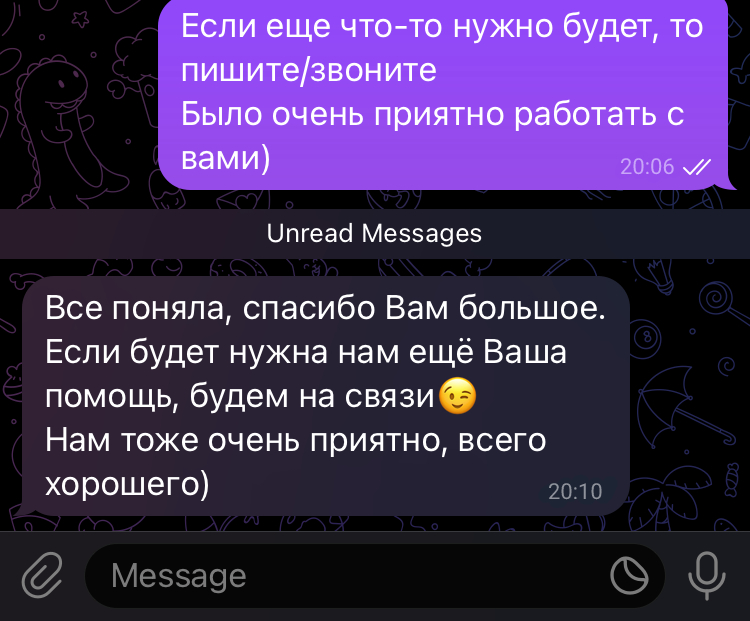 Если еще что-то нужно будет, то
пишите/звоните
Было очень приятно работать с
вами)
20:06
Unread Messages
Все поняла, спасибо Вам большое.
Если будет нужна нам ещё Ваша
помощь, будем на связи😉
Нам тоже очень приятно, всего
хорошего)
20:10
Message